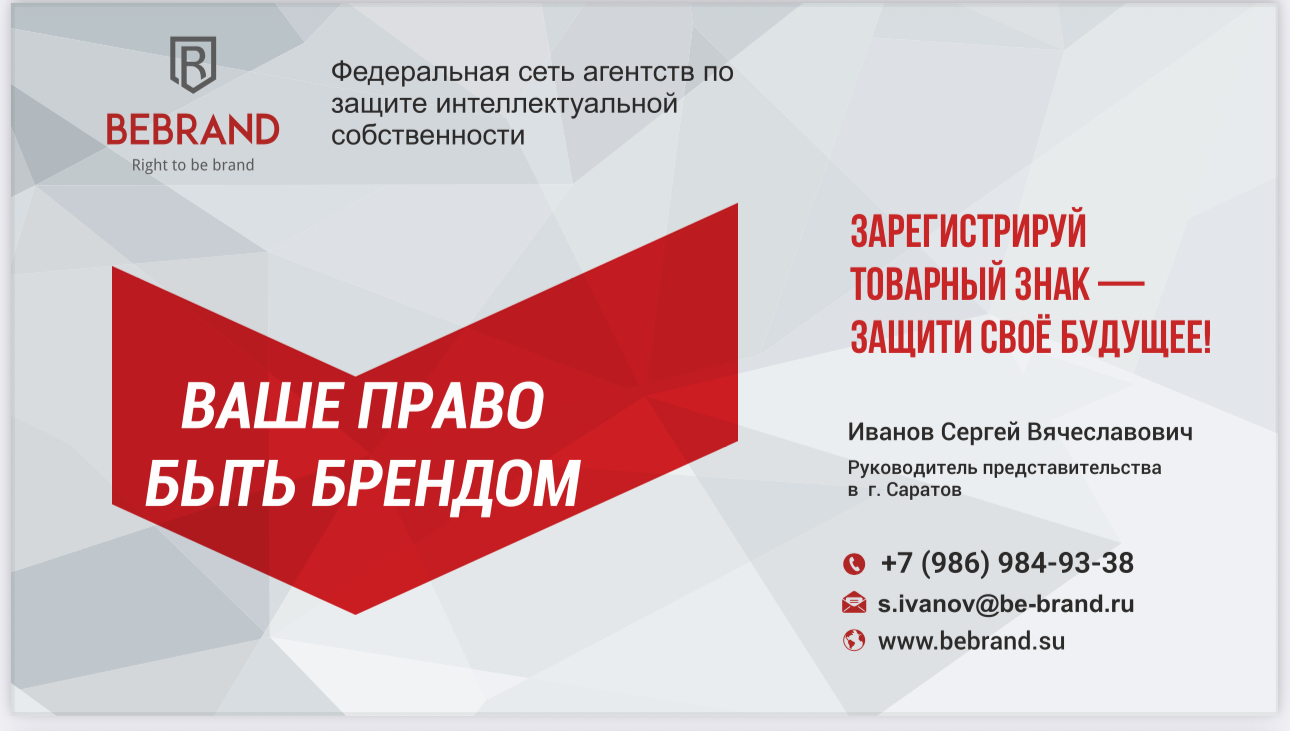 R
BEBRAND
Right to be brand
Федеральная сеть агентств по
защите интеллектуальной
собственности
ВАШЕ ПРАВО
БЫТЬ БРЕНДОМ
ЗАРЕГИСТРИРУЙ
ТОВАРНЫЙ ЗНАК —
ЗАЩИТИ СВОЁ БУДУЩЕЕ!
Иванов Сергей Вячеславович
Руководитель представительства
в г. Саратов
+7 (986) 984-93-38
s.ivanov@be-brand.ru
www.bebrand.su